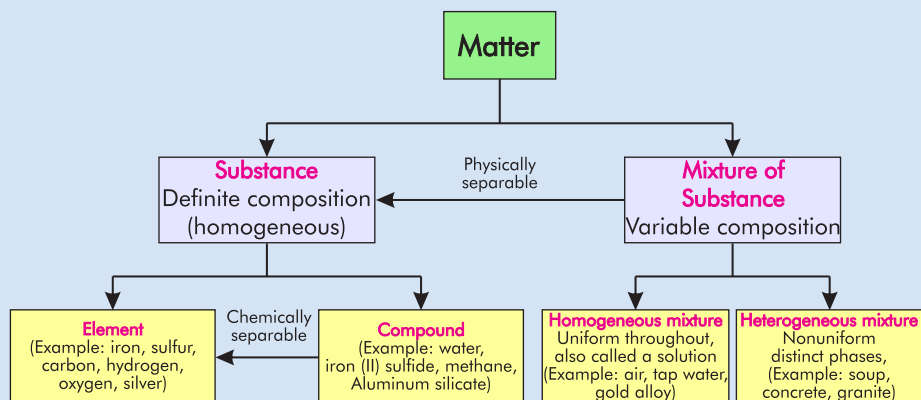 Matter
Substance
Definite composition
(homogeneous)
Physically
separable
Mixture of
Substance
Variable composition
Element
(Example: iron, sulfur,
carbon, hydrogen,
oxygen, silver)
Chemically
separable
Compound
(Example: water,
iron (II) sulfide, methane,
Aluminum silicate)
Homogeneous mixture
Uniform throughout,
also called a solution
(Example: air, tap water,
gold alloy)
Heterogeneous mixture
Nonuniform
distinct phases,
(Example: soup,
concrete, granite)